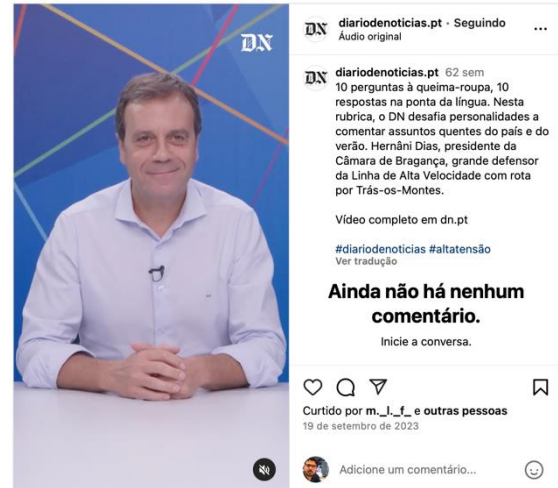 DN
DN
diariodenoticias.pt · Seguindo
Áudio original
DN
diariodenoticias.pt 62 sem
10 perguntas à queima-roupa, 10
respostas na ponta da língua. Nesta
rubrica, o DN desafia personalidades a
comentar assuntos quentes do país e do
verão. Hernâni Dias, presidente da
Câmara de Bragança, grande defensor
da Linha de Alta Velocidade com rota
por Trás-os-Montes.
Vídeo completo em dn.pt
#diariodenoticias #altatensão
Ver tradução
Ainda não há nenhum
comentário.
Inicie a conversa.
Curtido por m._l._f_ e outras pessoas
19 de setembro de 2023
Adicione um comentário...